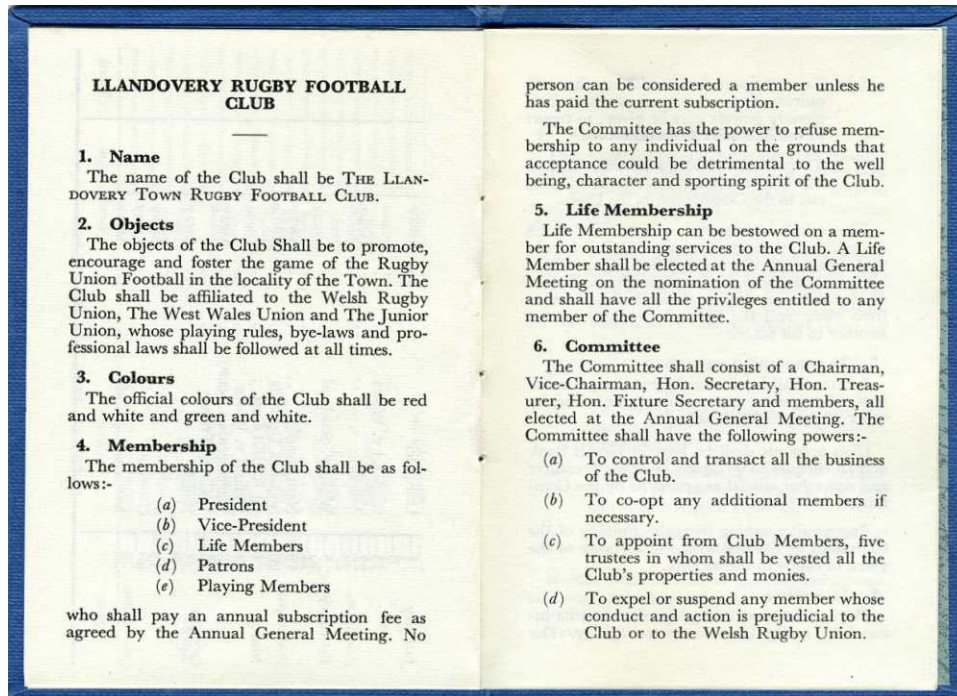 LLANDOVERY RUGBY FOOTBALL
CLUB
1. Name
The name of the Club shall be THE LLAN-
DOVERY TOWN RUGBY FOOTBALL CLUB.
2. Objects
The objects of the Club Shall be to promote,
encourage and foster the game of the Rugby
Union Football in the locality of the Town. The
Club shall be affiliated to the Welsh Rugby
Union, The West Wales Union and The Junior
Union, whose playing rules, bye-laws and pro-
fessional laws shall be followed at all times.
3. Colours
The official colours of the Club shall be red
and white and green and white.
4. Membership
The membership of the Club shall be as fol-
lows:-
(a) President
(b) Vice-President
(c) Life Members
(d) Patrons
(e) Playing Members
who shall pay an annual subscription fee as
agreed by the Annual General Meeting. No
person can be considered a member unless he
has paid the current subscription.
The Committee has the power to refuse mem-
bership to any individual on the grounds that
acceptance could be detrimental to the well
being, character and sporting spirit of the Club.
5. Life Membership
Life Membership can be bestowed on a mem-
ber for outstanding services to the Club. A Life
Member shall be elected at the Annual General
Meeting on the nomination of the Committee
and shall have all the privileges entitled to any
member of the Committee.
6. Committee
The Committee shall consist of a Chairman,
Vice-Chairman, Hon. Secretary, Hon. Treas-
urer, Hon. Fixture Secretary and members, all
elected at the Annual General Meeting. The
Committee shall have the following powers:-
(a) To control and transact all the business
of the Club.
(b) To co-opt any additional members if
necessary.
(c) To appoint from Club Members, five
trustees in whom shall be vested all the
Club's properties and monies.
(d) To expel or suspend any member whose
conduct and action is prejudicial to the
Club or to the Welsh Rugby Union.